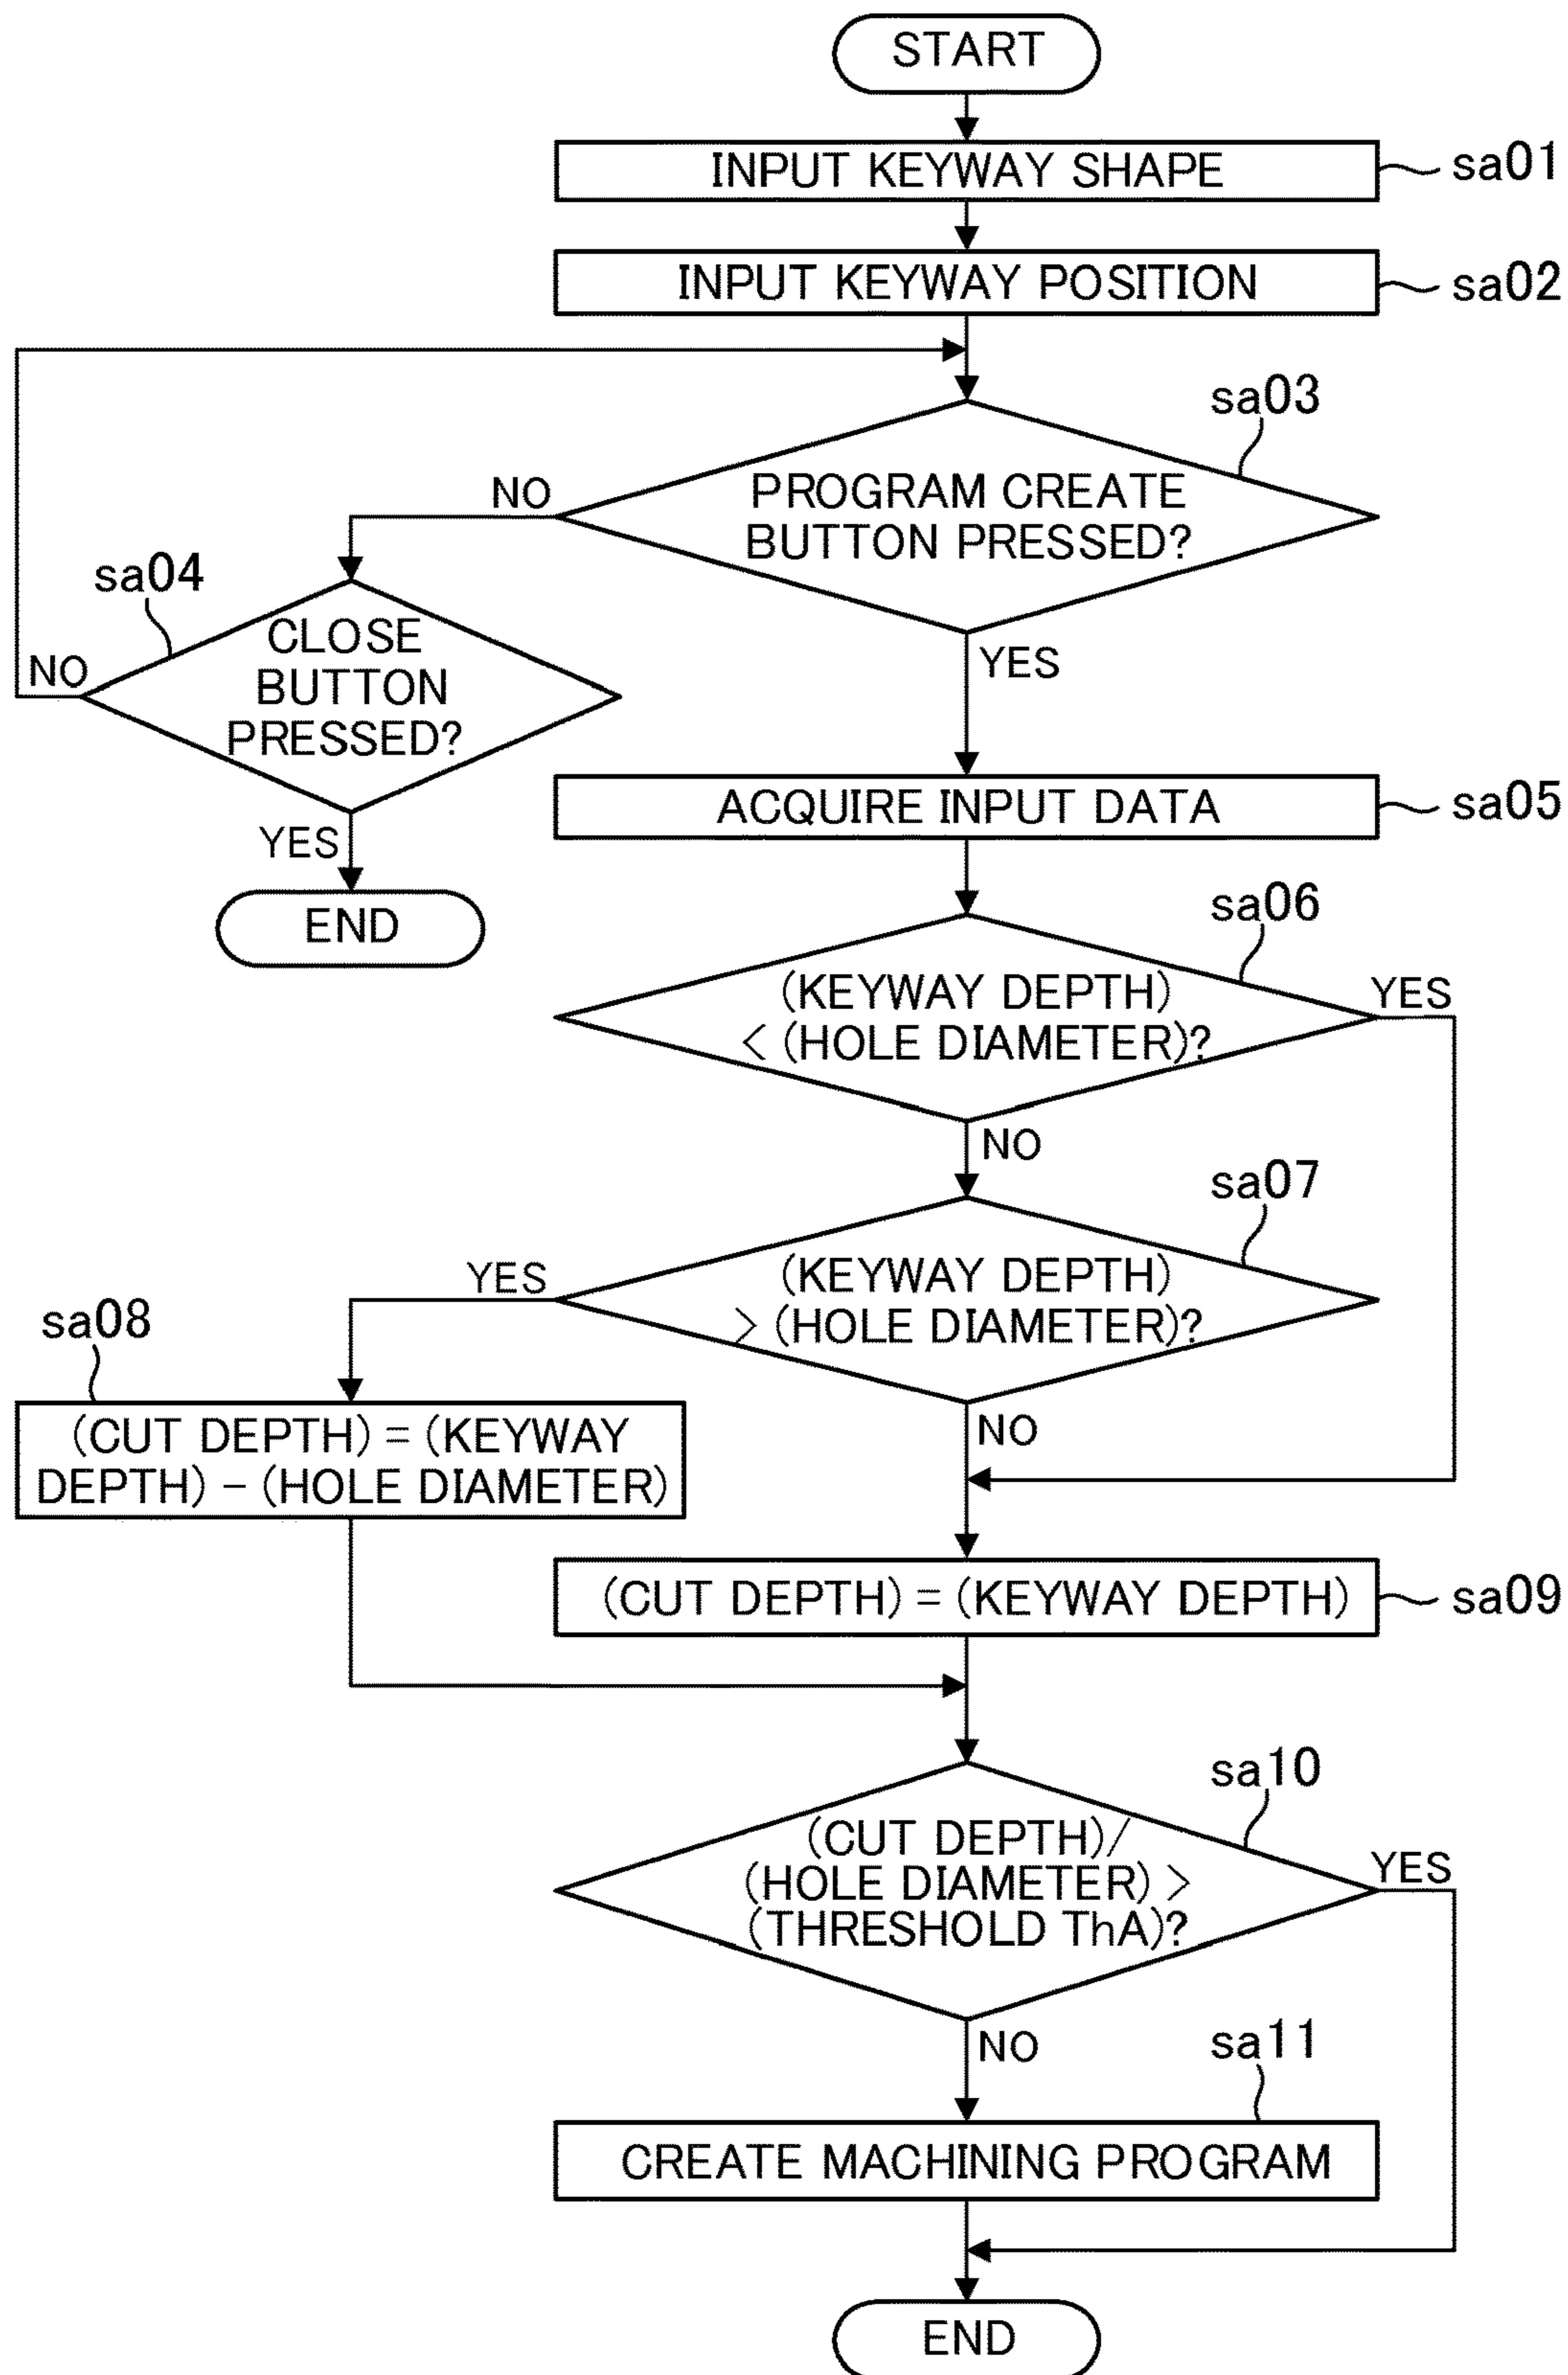 START
INPUT KEYWAY SHAPE
sa01
INPUT KEYWAY POSITION
sa02
sa03
PROGRAM CREATE
BUTTON PRESSED?
NO
YES
sa04
CLOSE
BUTTON
PRESSED?
NO
YES
END
ACQUIRE INPUT DATA
sa05
sa06
(KEYWAY DEPTH)
< (HOLE DIAMETER)?
YES
NO
sa07
(KEYWAY DEPTH)
> (HOLE DIAMETER)?
YES
NO
sa08
(CUT DEPTH) = (KEYWAY
DEPTH) − (HOLE DIAMETER)
(CUT DEPTH) = (KEYWAY DEPTH)
sa09
sa10
(CUT DEPTH)/
(HOLE DIAMETER) >
(THRESHOLD ThA)?
YES
NO
sa11
CREATE MACHINING PROGRAM
END